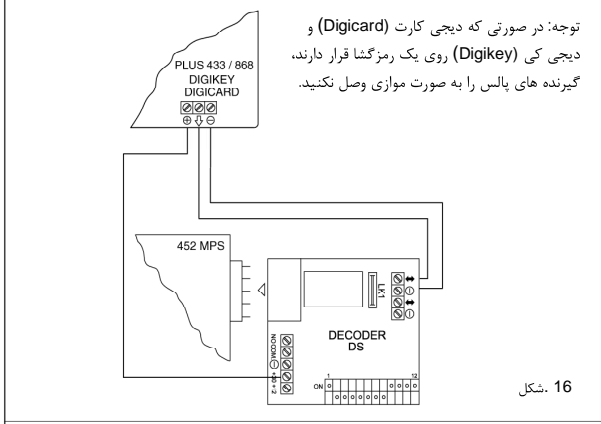 توجه: در صورتی که دیجی کارت (Digicard) و
دیجی کی (Digikey) روی یک رمزگشا قرار دارند،
گیرنده های پالس را به صورت موازی وصل نکنید.
PLUS 433 / 868
DIGIKEY
DIGICARD
452 MPS
LK1
DECODER
DS
NO COM
+20 +2
1 12
ON
16 .شکل